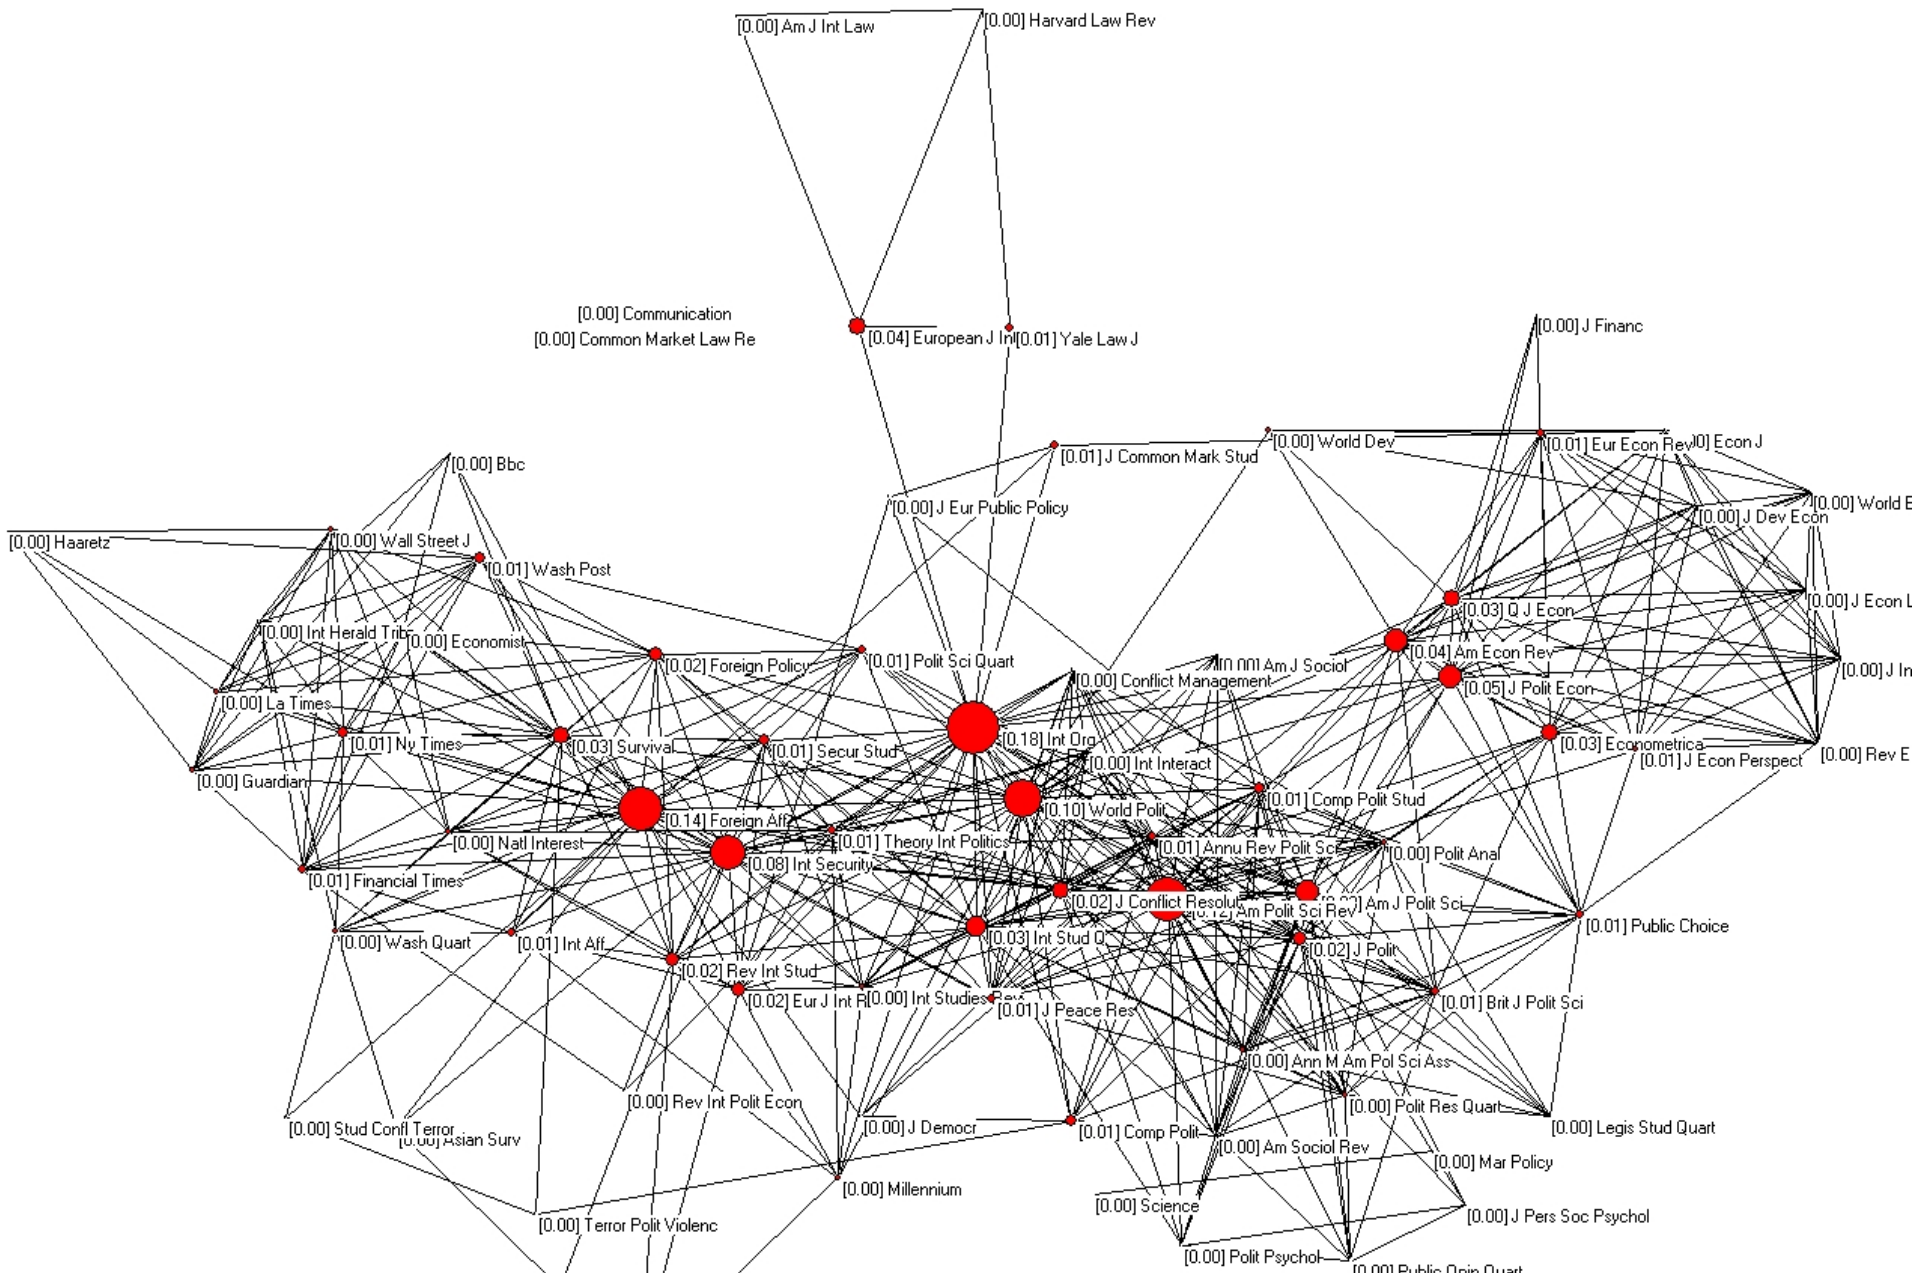 [0.00] Am J Int Law
[0.00] Harvard Law Rev
[0.00] Communication
[0.00] Common Market Law Re
[0.04] European J In
[0.01] Yale Law J
[0.00] J Financ
[0.01] J Common Mark Stud
[0.00] World Dev
[0.01] Eur Econ Rev
0] Econ J
[0.00] Bbc
[0.00] J Eur Public Policy
[0.00] World E
[0.00] J Dev Econ
[0.00] Haaretz
[0.00] Wall Street J
[0.01] Wash Post
[0.03] Q J Econ
[0.00] J Econ L
[0.00] Int Herald Trib
[0.00] Economist
[0.02] Foreign Policy
[0.01] Polit Sci Quart
[0.00] Am J Sociol
[0.04] Am Econ Rev
[0.00] J In
[0.00] Conflict Management
[0.05] J Polit Econ
[0.00] La Times
[0.01] Ny Times
[0.03] Survival
[0.01] Secur Stud
[0.18] Int Org
[0.03] Econometrica
[0.01] J Econ Perspect
[0.00] Rev E
[0.00] Int Interact
[0.00] Guardian
[0.01] Comp Polit Stud
[0.10] World Polit
[0.14] Foreign Aff
[0.00] Natl Interest
[0.01] Theory Int Politics
[0.01] Annu Rev Polit Sc
[0.00] Polit Anal
[0.08] Int Security
[0.01] Financial Times
[0.02] J Conflict Resolut
[0.12] Am Polit Sci Rev
Am J Polit Sci
[0.01] Public Choice
[0.00] Wash Quart
[0.01] Int Aff
[0.03] Int Stud Q
[0.02] J Polit
[0.02] Rev Int Stud
[0.02] Eur J Int R
[0.00] Int Studies Rev
[0.01] J Peace Res
[0.01] Brit J Polit Sci
[0.00] Ann M Am Pol Sci Ass
[0.00] Rev Int Polit Econ
[0.00] Polit Res Quart
[0.00] Stud Confl Terror
[0.00] Asian Surv
[0.00] J Democr
[0.01] Comp Polit
[0.00] Legis Stud Quart
[0.00] Am Sociol Rev
[0.00] Mar Policy
[0.00] Millennium
[0.00] Science
[0.00] Terror Polit Violenc
[0.00] J Pers Soc Psychol
[0.00] Polit Psychol
[0.00] Public Opin Quart